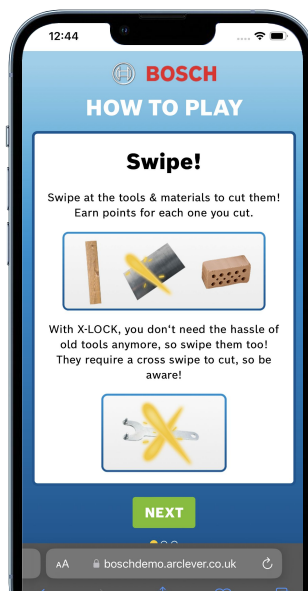 12:44
BOSCH
HOW TO PLAY
Swipe!
Swipe at the tools & materials to cut them!
Earn points for each one you cut.
With X-LOCK, you don't need the hassle of
old tools anymore, so swipe them too!
They require a cross swipe to cut, so be
aware!
NEXT
AA boschdemo.arclever.co.uk